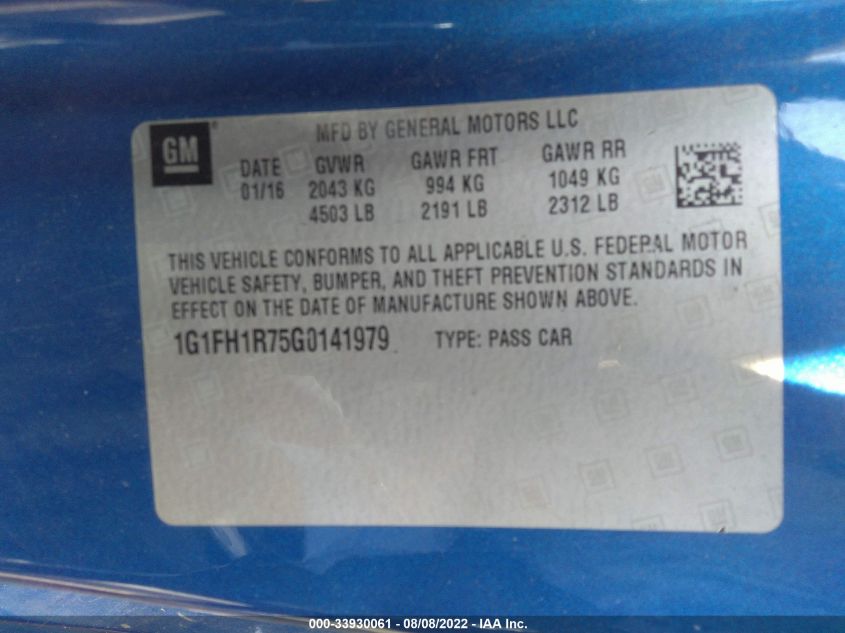 GM
MFD BY GENERAL MOTORS LLC
DATE GVWR GAWR FRT GAWR RR
01/16 2043 KG 994 KG 1049 KG
4503 LB 2191 LB 2312 LB
THIS VEHICLE CONFORMS TO ALL APPLICABLE U.S. FEDERAL MOTOR
VEHICLE SAFETY, BUMPER, AND THEFT PREVENTION STANDARDS IN
EFFECT ON THE DATE OF MANUFACTURE SHOWN ABOVE.
1G1FH1R75G0141979 TYPE: PASS CAR
000-33930061 - 08/08/2022 - IAA Inc.